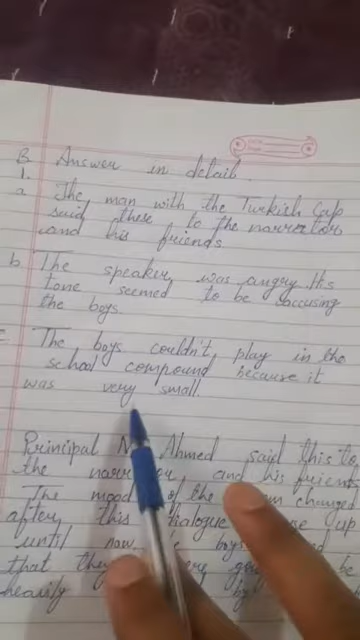 B Answer in detail.
1.
a The man with the Turkish Cap
said these to the narrator
and his friends
b The speaker was angry. His
tone seemed to be accusing
the boys
c The boys couldn't play in the
school compound because it
was very small.
Principal Ahmed said this to
the narrator and his friends
The mood of the changed
after this dialogue up
until now boys
that they very be
heavily